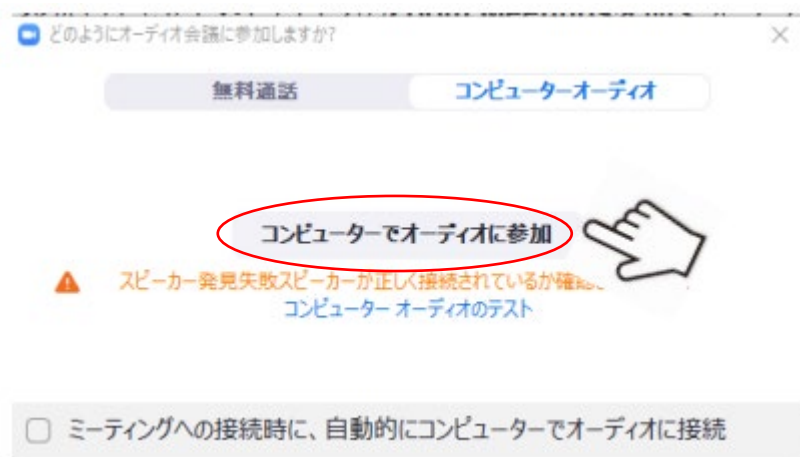 どのようにオーディオ会議に参加しますか?
無料通話
コンピューターオーディオ
コンピューターでオーディオに参加
スピーカー発見失敗スピーカーが正しく接続されているか確認
コンピューター オーディオのテスト
ミーティングへの接続時に、自動的にコンピューターでオーディオに接続